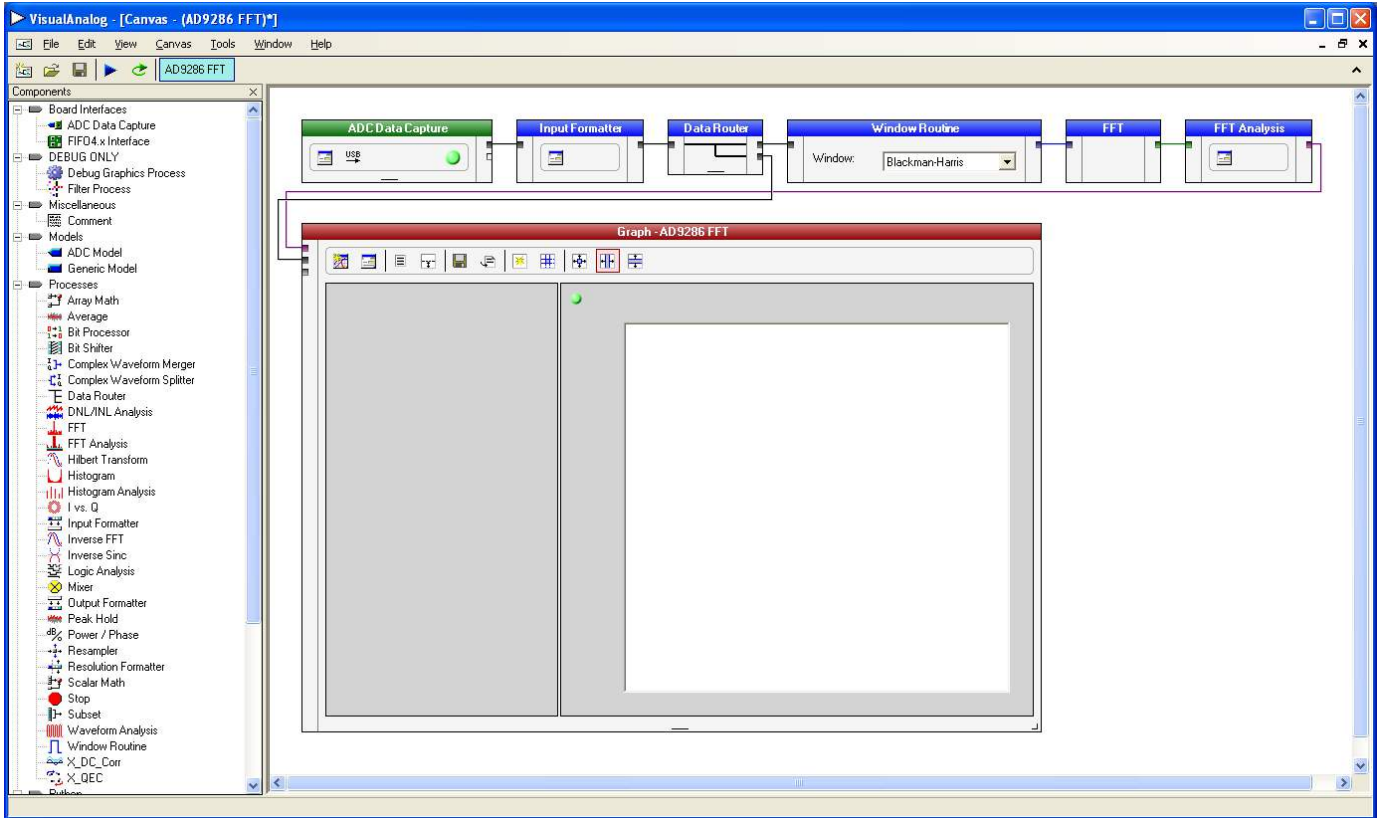 VisualAnalog - [Canvas - (AD9286 FFT)*]
File Edit View Canvas Tools Window Help
AD9286 FFT
Components
Board Interfaces
ADC Data Capture
FIFO4.x Interface
DEBUG ONLY
Debug Graphics Process
Filter Process
Miscellaneous
Comment
Models
ADC Model
Generic Model
Processes
Array Math
Average
Bit Processor
Bit Shifter
Complex Waveform Merger
Complex Waveform Splitter
Data Router
DNL/INL Analysis
FFT
FFT Analysis
Hilbert Transform
Histogram
Histogram Analysis
I vs. Q
Input Formatter
Inverse FFT
Inverse Sinc
Logic Analysis
Mixer
Output Formatter
Peak Hold
Power / Phase
Resampler
Resolution Formatter
Scalar Math
Stop
Subset
Waveform Analysis
Window Routine
X_DC_Corr
X_QEC
Python
ADC Data Capture
USB
Input Formatter
Data Router
Window Routine
Window: Blackman-Harris
FFT
FFT Analysis
Graph - AD9286 FFT